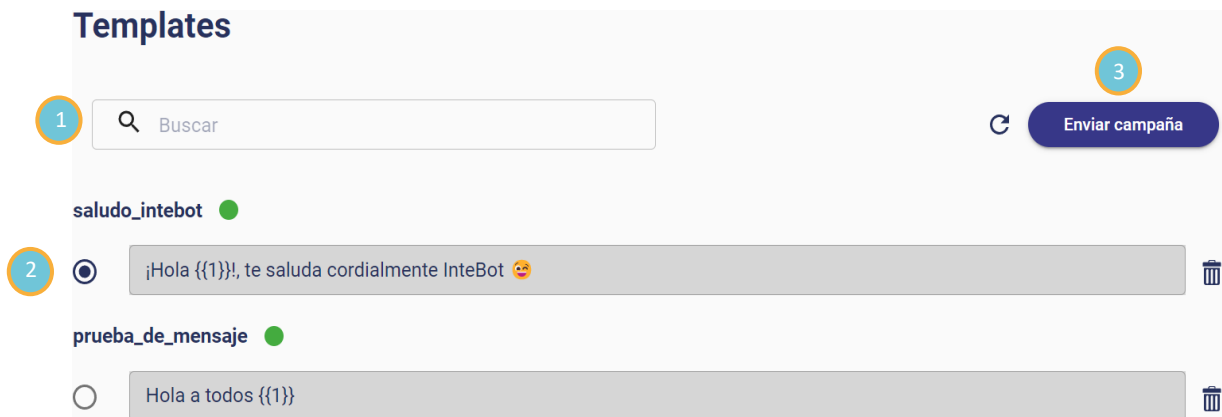 Templates
3
1
Buscar
Enviar campaña
saludo_intebot
2
¡Hola {{1}}!, te saluda cordialmente InteBot 😜
prueba_de_mensaje
Hola a todos {{1}}